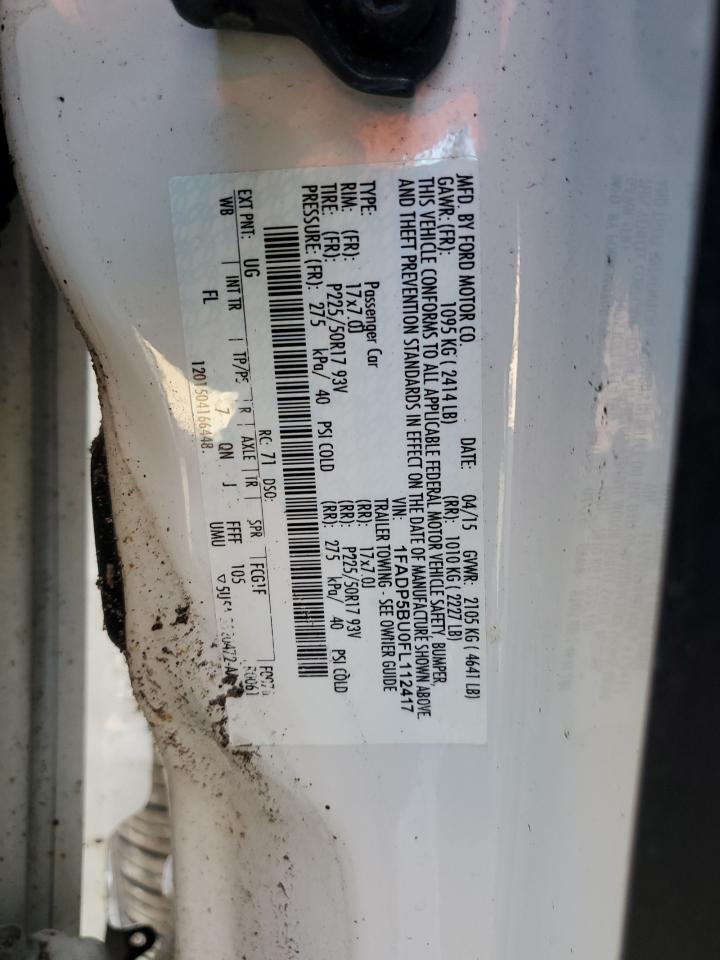 MFD. BY FORD MOTOR CO.
DATE: 04/15 GVWR: 2105 KG ( 4641 LB)
GAWR: (FR): 1095 KG ( 2414 LB) (RR): 1010 KG ( 2227 LB)
THIS VEHICLE CONFORMS TO ALL APPLICABLE FEDERAL MOTOR VEHICLE SAFETY, BUMPER,
AND THEFT PREVENTION STANDARDS IN EFFECT ON THE DATE OF MANUFACTURE SHOWN ABOVE.
VIN: 1FADP5BU0FL112417
TYPE: Passenger Car TRAILER TOWING - SEE OWNER GUIDE
RIM: (FR): 17x7.0J (RR): 17x7.0J
TIRE: (FR): P225/50R17 93V (RR): P225/50R17 93V
PRESSURE: (FR): 275 kPa/ 40 PSI COLD (RR): 275 kPa/ 40 PSI COLD
EXT PNT: UG RC: 71 DSO:
WB INT TR TP/PS R AXLE TR SPR
FL 7 QN J FFFF 105
1201504166448. UMU